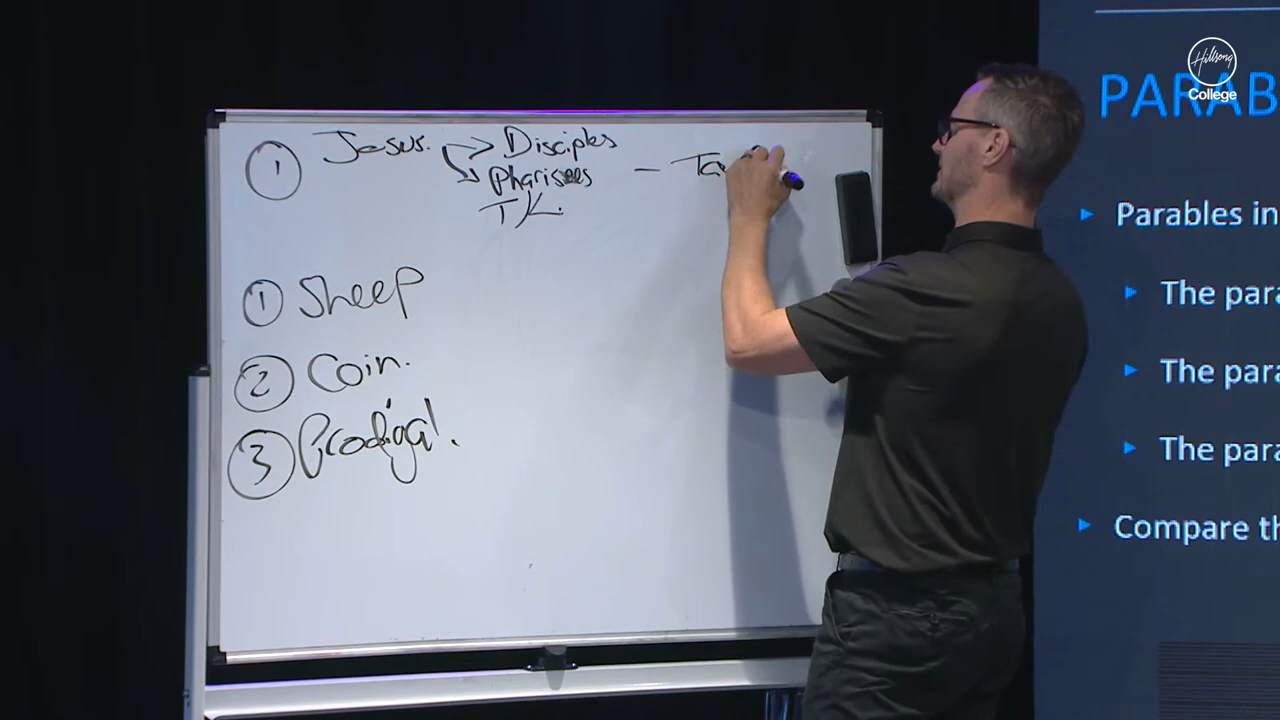 ① Jesus. → Disciples
→ Pharisees —
T/L.
① Sheep
② Coin.
③ Prodigal.
Hillsong
College
PARAB
Parables in
The para
The para
The para
Compare th